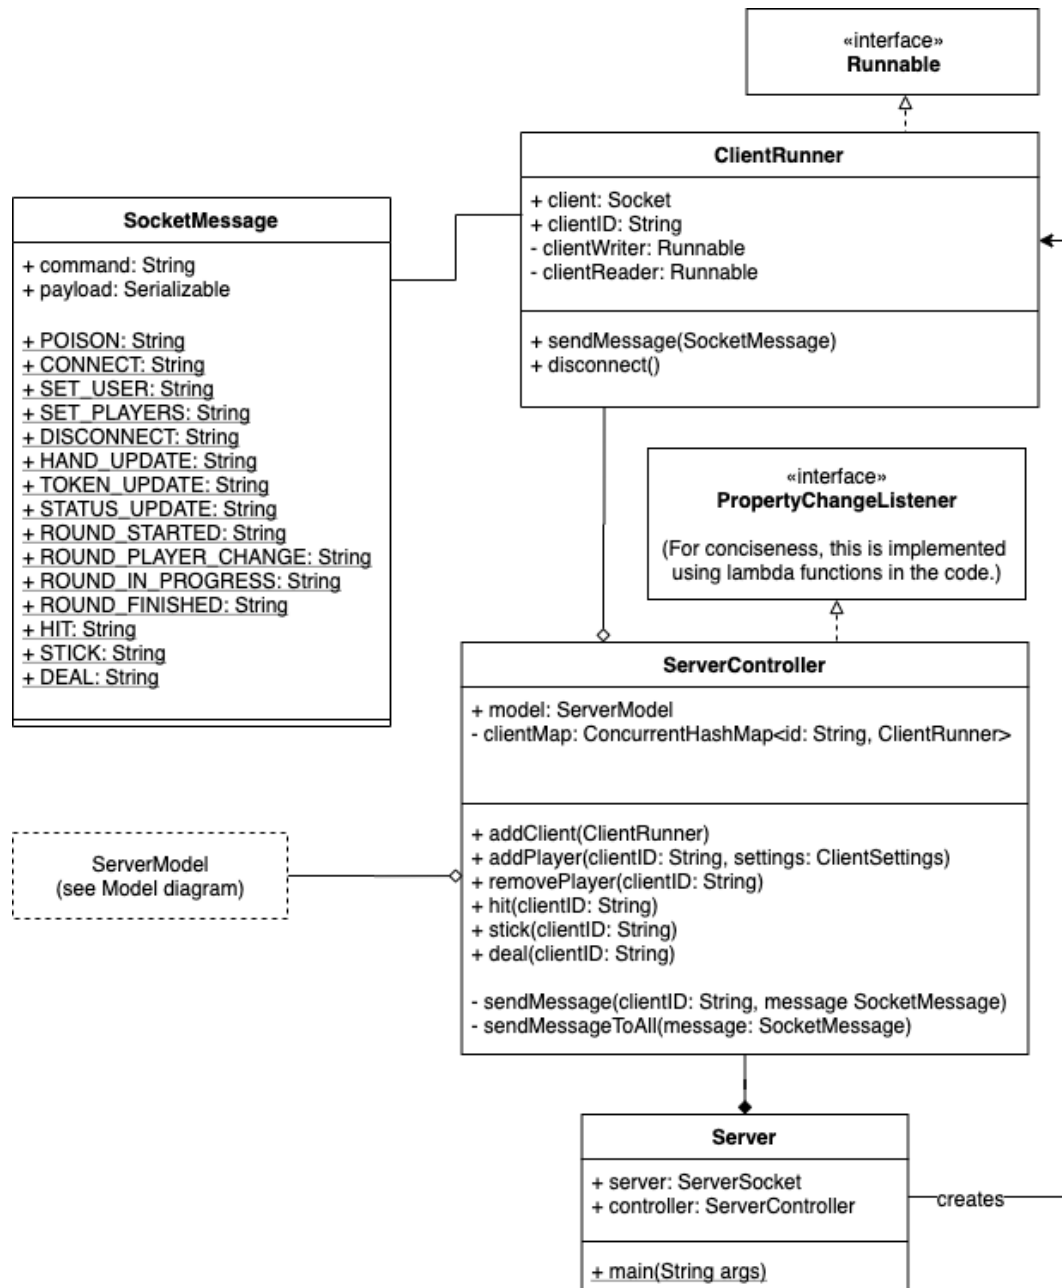 «interface»
Runnable
ClientRunner
+ client: Socket
+ clientID: String
- clientWriter: Runnable
- clientReader: Runnable
+ sendMessage(SocketMessage)
+ disconnect()
SocketMessage
+ command: String
+ payload: Serializable
+ POISON: String
+ CONNECT: String
+ SET_USER: String
+ SET_PLAYERS: String
+ DISCONNECT: String
+ HAND_UPDATE: String
+ TOKEN_UPDATE: String
+ STATUS_UPDATE: String
+ ROUND_STARTED: String
+ ROUND_PLAYER_CHANGE: String
+ ROUND_IN_PROGRESS: String
+ ROUND_FINISHED: String
+ HIT: String
+ STICK: String
+ DEAL: String
«interface»
PropertyChangeListener
(For conciseness, this is implemented
using lambda functions in the code.)
ServerController
+ model: ServerModel
- clientMap: ConcurrentHashMap<id: String, ClientRunner>
+ addClient(ClientRunner)
+ addPlayer(clientID: String, settings: ClientSettings)
+ removePlayer(clientID: String)
+ hit(clientID: String)
+ stick(clientID: String)
+ deal(clientID: String)
- sendMessage(clientID: String, message SocketMessage)
- sendMessageToAll(message: SocketMessage)
ServerModel
(see Model diagram)
Server
+ server: ServerSocket
+ controller: ServerController
+ main(String args)
creates